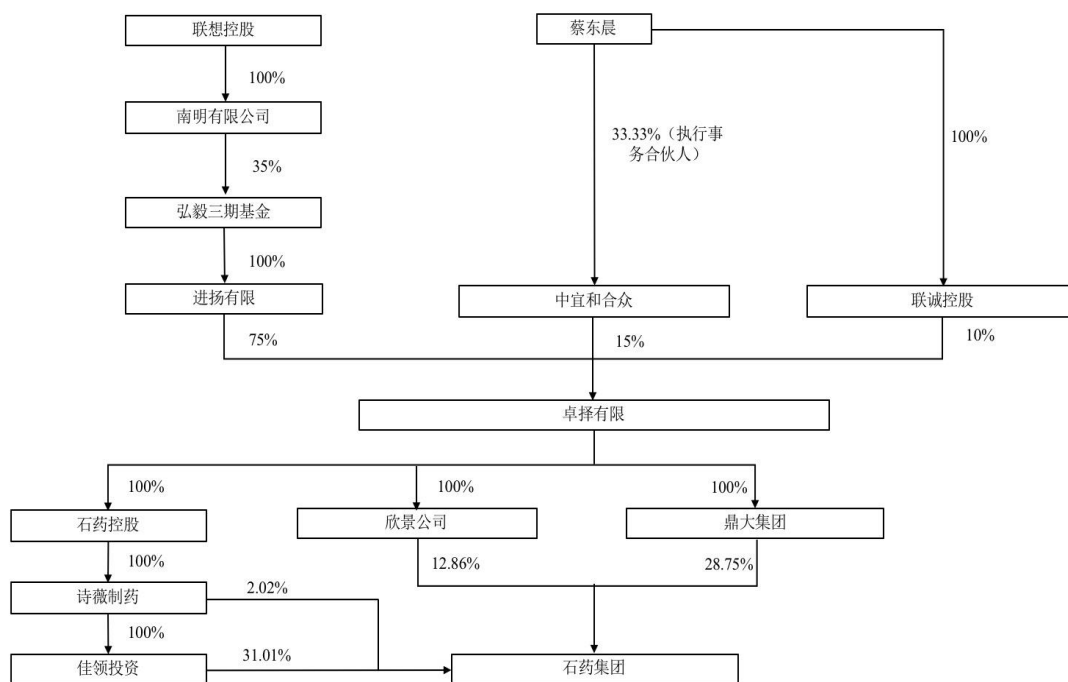 联想控股
蔡东晨
100%
南明有限公司
33.33%（执行事
务合伙人）
100%
35%
弘毅三期基金
100%
进扬有限
中宜和合众
联诚控股
75%
15%
10%
卓择有限
100%
100%
100%
石药控股
欣景公司
鼎大集团
100%
12.86%
28.75%
诗薇制药
2.02%
100%
佳领投资
31.01%
石药集团